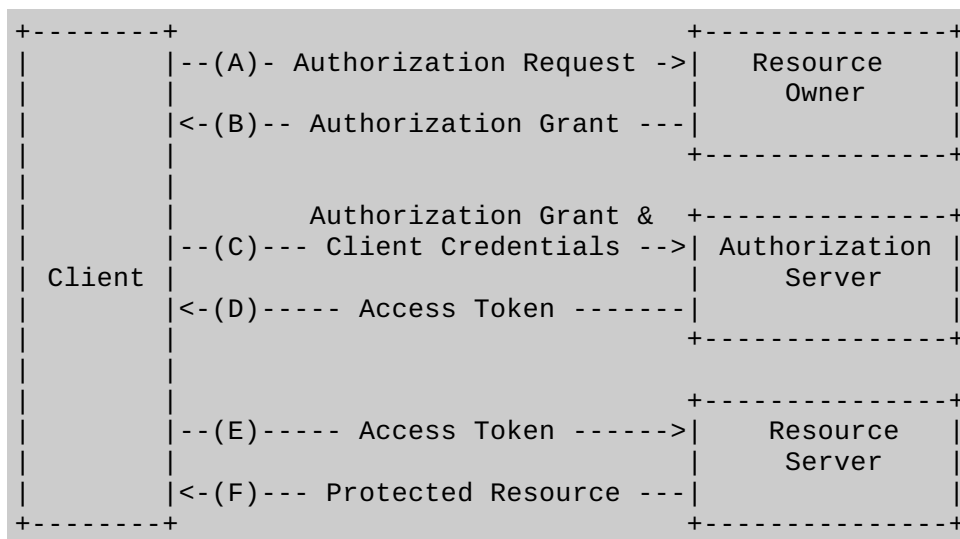 +--------+                               +---------------+
|        |--(A)- Authorization Request ->|   Resource    |
|        |                               |     Owner     |
|        |<-(B)-- Authorization Grant ---|               |
|        |                               +---------------+
|        |
|        |        Authorization Grant &  +---------------+
|        |--(C)--- Client Credentials -->| Authorization |
| Client |                               |     Server    |
|        |<-(D)----- Access Token -------|               |
|        |                               +---------------+
|        |
|        |                               +---------------+
|        |--(E)----- Access Token ------>|    Resource   |
|        |                               |     Server    |
|        |<-(F)--- Protected Resource ---|               |
+--------+                               +---------------+